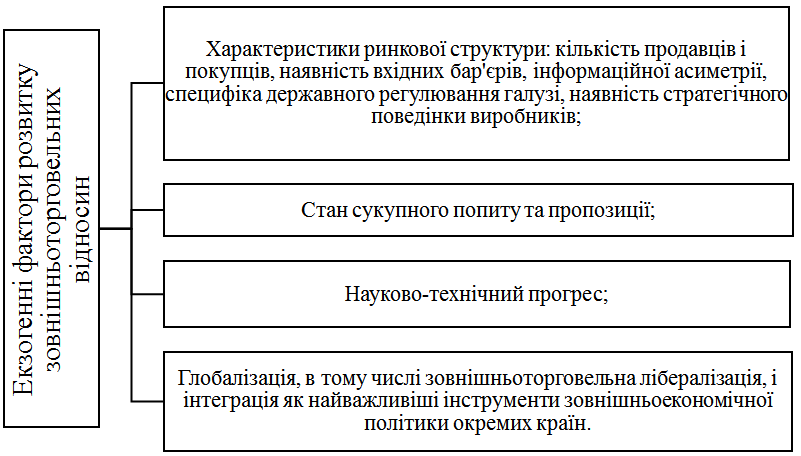 Екзогенні фактори розвитку
зовнішньоторговельних
відносин
Характеристики ринкової структури: кількість продавців і
покупців, наявність вхідних бар'єрів, інформаційної асиметрії,
специфіка державного регулювання галузі, наявність стратегічного
поведінки виробників;
Стан сукупного попиту та пропозиції;
Науково-технічний прогрес;
Глобалізація, в тому числі зовнішньоторговельна лібералізація, і
інтеграція як найважливіші інструменти зовнішньоекономічної
політики окремих країн.